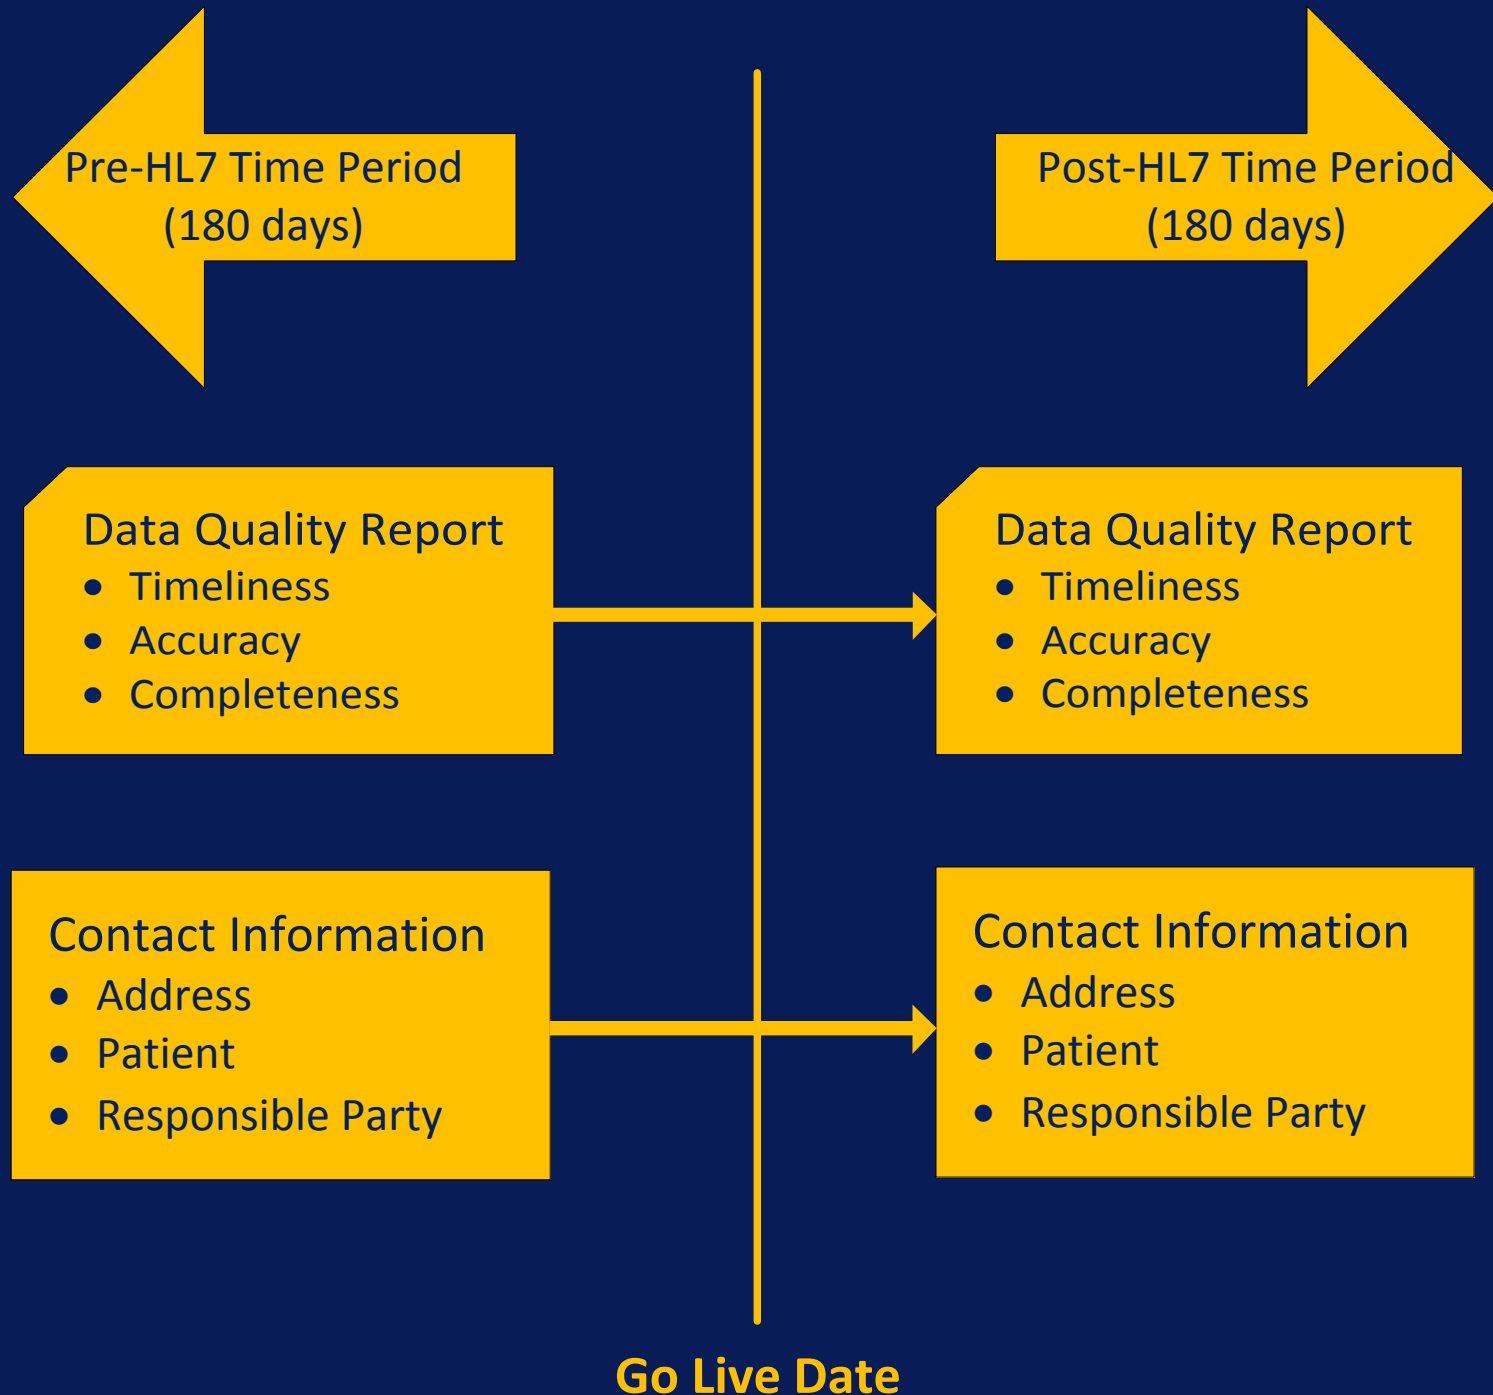 Pre-HL7 Time Period
(180 days)
Post-HL7 Time Period
(180 days)
Data Quality Report
• Timeliness
• Accuracy
• Completeness
Data Quality Report
• Timeliness
• Accuracy
• Completeness
Contact Information
• Address
• Patient
• Responsible Party
Contact Information
• Address
• Patient
• Responsible Party
Go Live Date